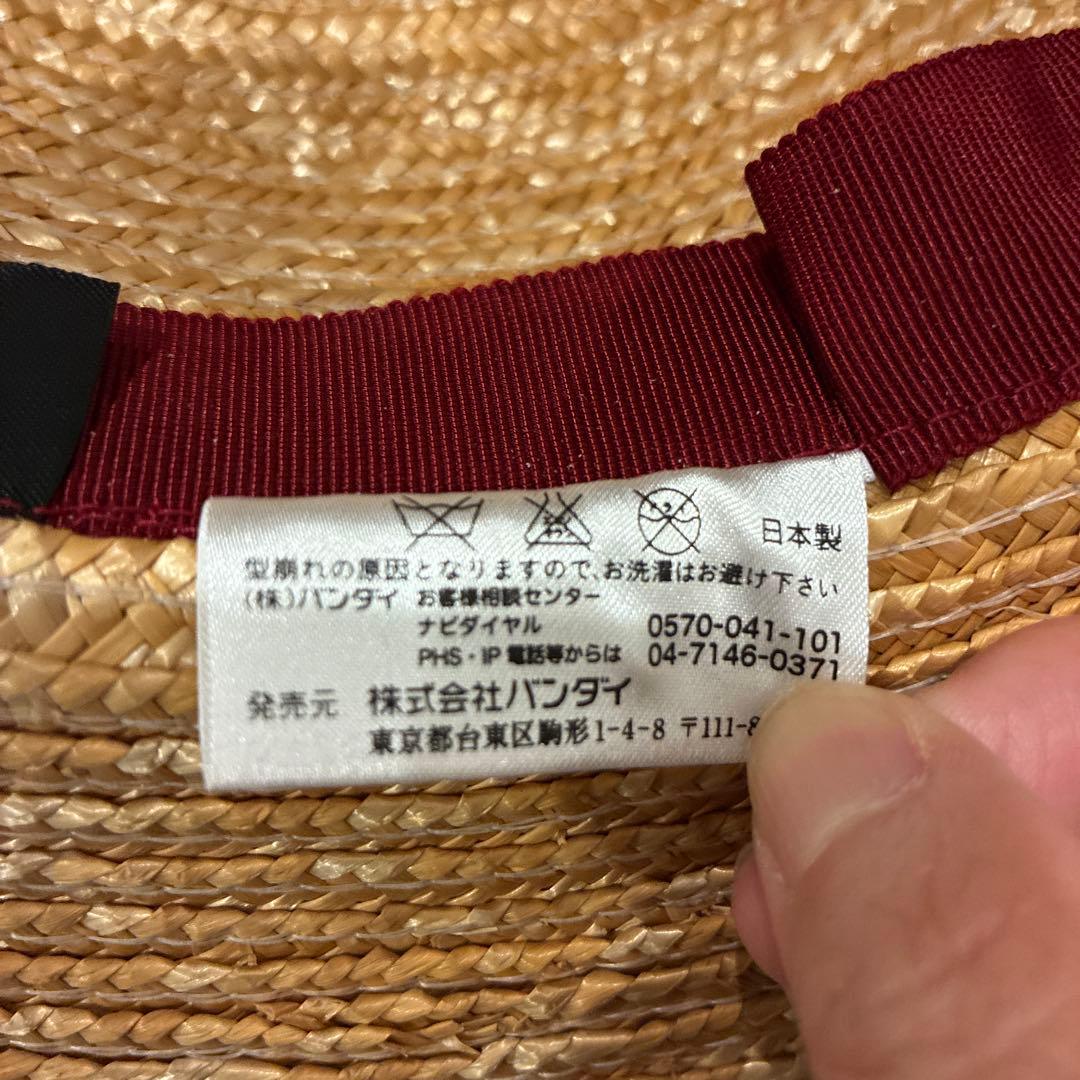 日本製
型崩れの原因となりますので、お洗濯はお避け下さい
(株)バンダイ お客様相談センター
ナビダイヤル 0570-041-101
PHS・IP電話等からは 04-7146-0371
発売元 株式会社バンダイ
東京都台東区駒形1-4-8 〒111-8